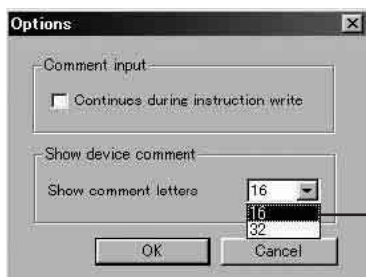 Options
Comment input
Continues during instruction write
Show device comment
Show comment letters 16
16
32
OK Cancel